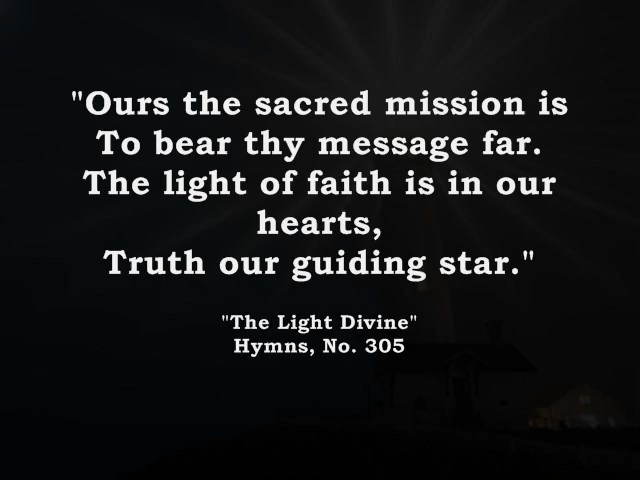 "Ours the sacred mission is
To bear thy message far.
The light of faith is in our
hearts,
Truth our guiding star."
"The Light Divine"
Hymns, No. 305